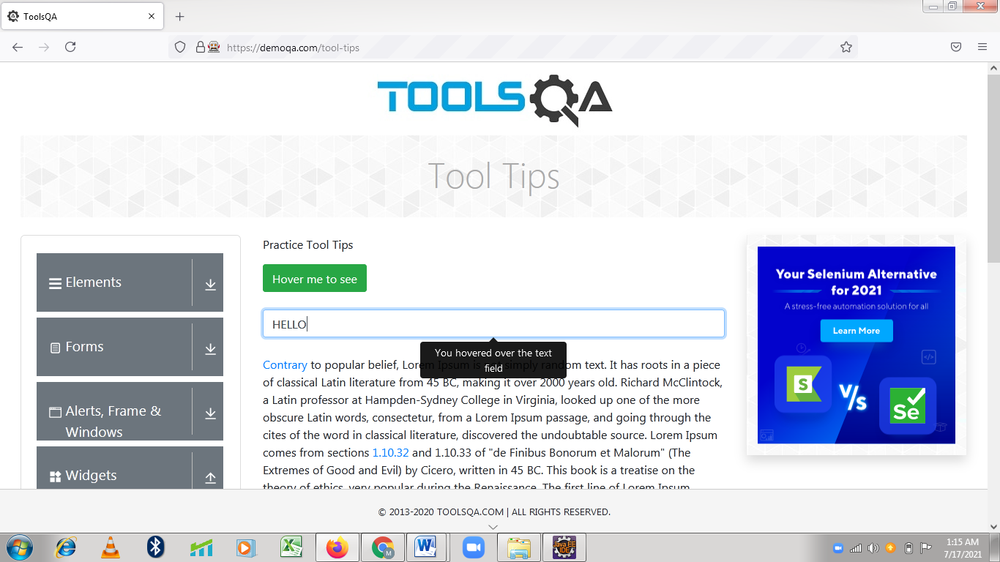 ToolsQA
https://demoqa.com/tool-tips
TOOLSQA
Tool Tips
Elements
Forms
Alerts, Frame &
Windows
Widgets
Practice Tool Tips
Hover me to see
HELLO
You hovered over the text
field
Contrary to popular belief, Lorem Ipsum is not simply random text. It has roots in a piece
of classical Latin literature from 45 BC, making it over 2000 years old. Richard McClintock,
a Latin professor at Hampden-Sydney College in Virginia, looked up one of the more
obscure Latin words, consectetur, from a Lorem Ipsum passage, and going through the
cites of the word in classical literature, discovered the undoubtable source. Lorem Ipsum
comes from sections 1.10.32 and 1.10.33 of "de Finibus Bonorum et Malorum" (The
Extremes of Good and Evil) by Cicero, written in 45 BC. This book is a treatise on the
theory of ethics, very popular during the Renaissance. The first line of Lorem Ipsum
Your Selenium Alternative
for 2021
A stress-free automation solution for all
Learn More
S
V/s
Se
© 2013-2020 TOOLSQA.COM | ALL RIGHTS RESERVED.
M
Java EE
IDE
1:15 AM
7/17/2021